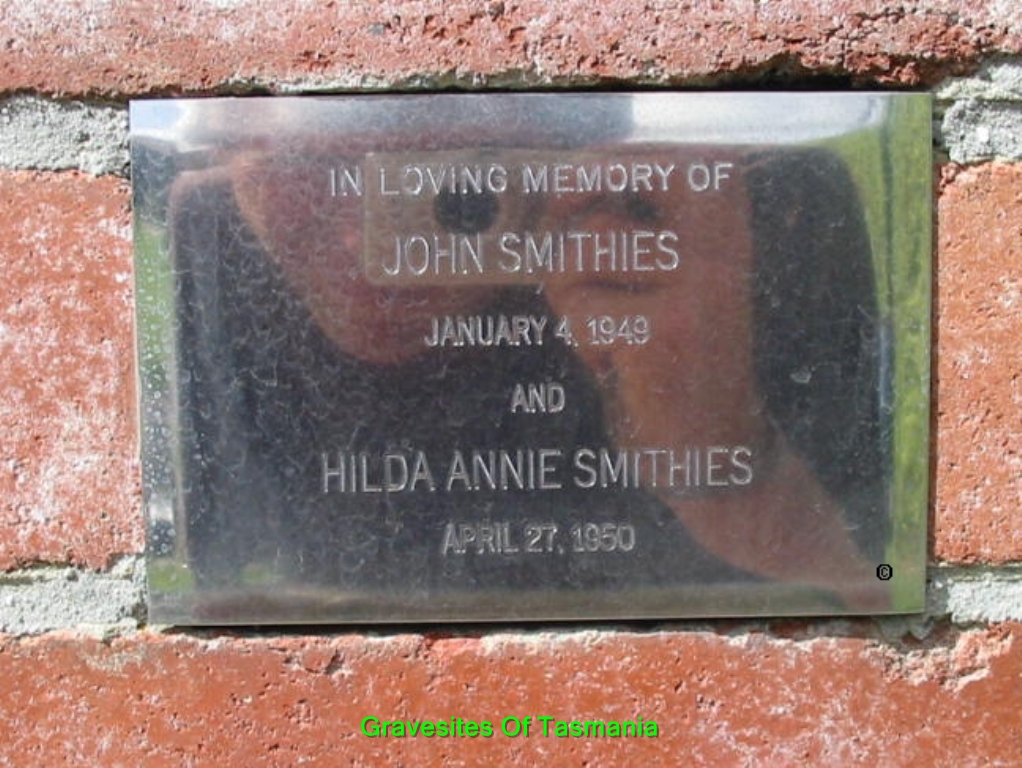 IN LOVING MEMORY OF
JOHN SMITHIES
JANUARY 4, 1949
AND
HILDA ANNIE SMITHIES
APRIL 27, 1950
©
Gravesites Of Tasmania